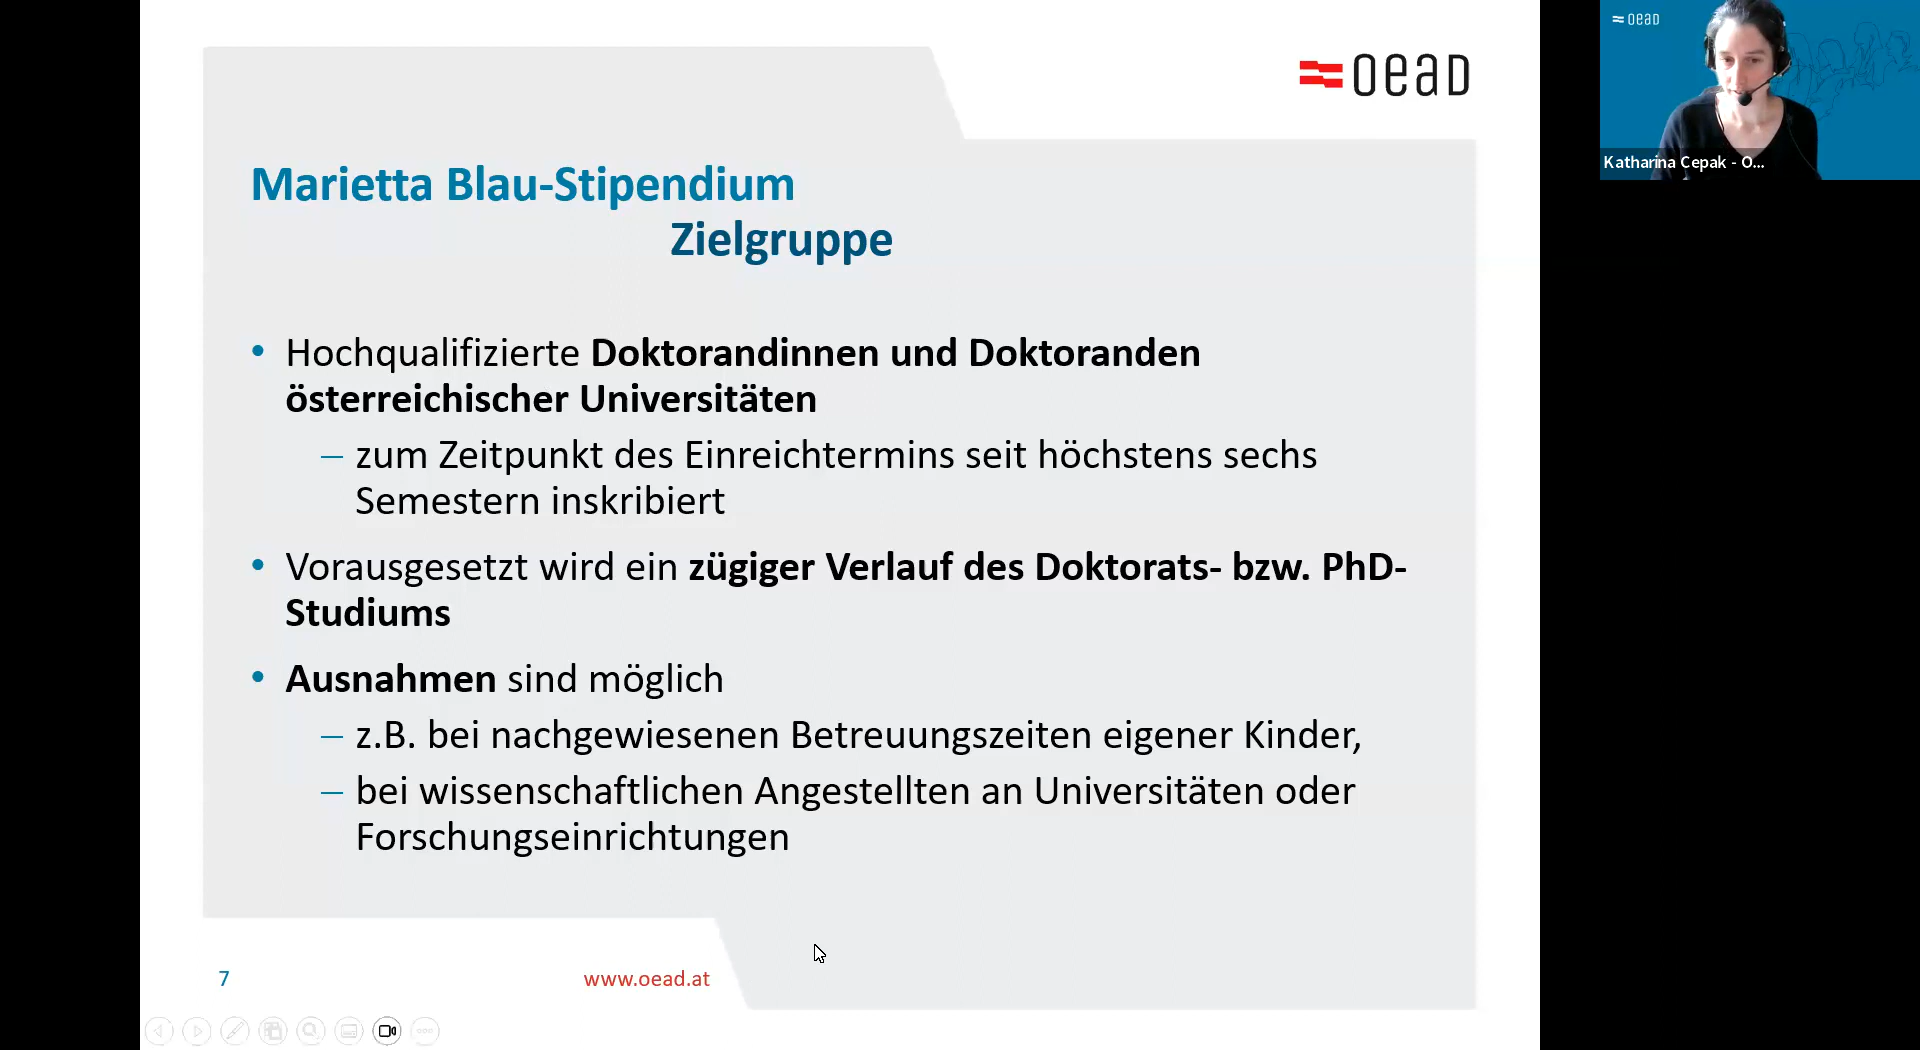 oead
Marietta Blau-Stipendium
Zielgruppe
• Hochqualifizierte Doktorandinnen und Doktoranden
österreichischer Universitäten
– zum Zeitpunkt des Einreichtermins seit höchstens sechs
Semestern inskribiert
• Vorausgesetzt wird ein zügiger Verlauf des Doktorats- bzw. PhD-
Studiums
• Ausnahmen sind möglich
– z.B. bei nachgewiesenen Betreuungszeiten eigener Kinder,
– bei wissenschaftlichen Angestellten an Universitäten oder
Forschungseinrichtungen
7
www.oead.at
oead
Katharina Cepak - O...